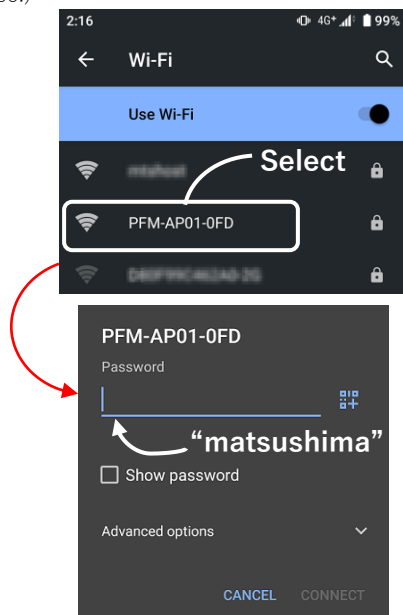 2:16 4G+ 99%
Wi-Fi
Use Wi-Fi
Select
PFM-AP01-0FD
PFM-AP01-0FD
Password
“matsushima”
Show password
Advanced options
CANCEL CONNECT